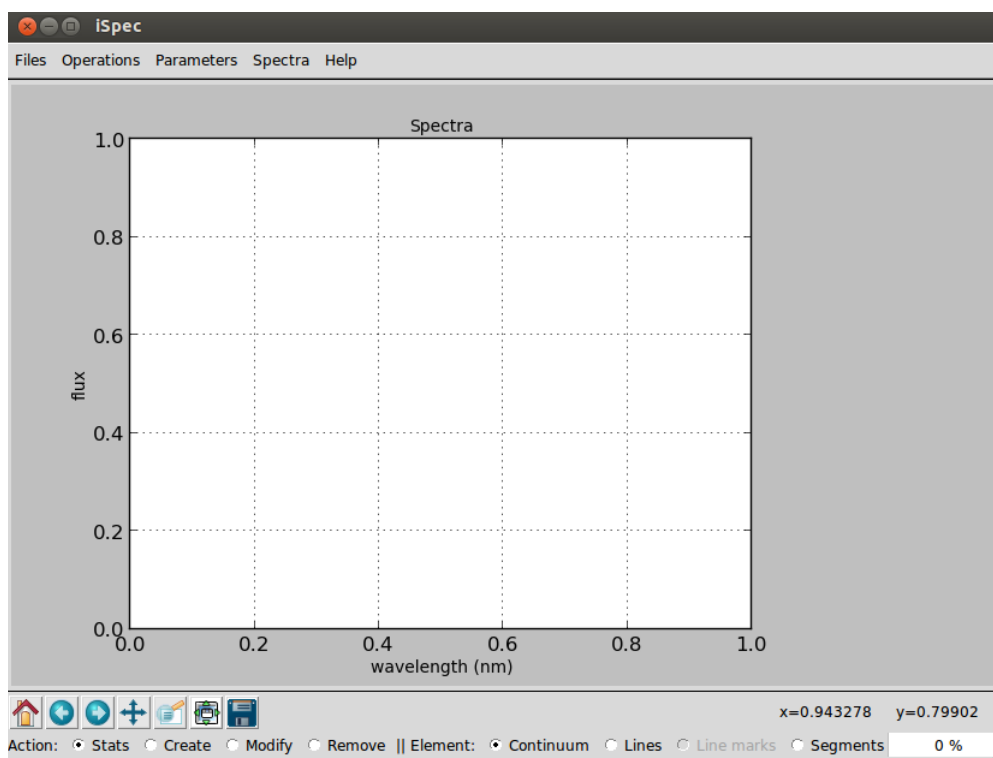 iSpec
Files Operations Parameters Spectra Help
Spectra
1.0
0.8
0.6
flux
0.4
0.2
0.0
0.0 0.2 0.4 0.6 0.8 1.0
wavelength (nm)
x=0.943278 y=0.79902
Action: Stats Create Modify Remove || Element: Continuum Lines Line marks Segments 0 %